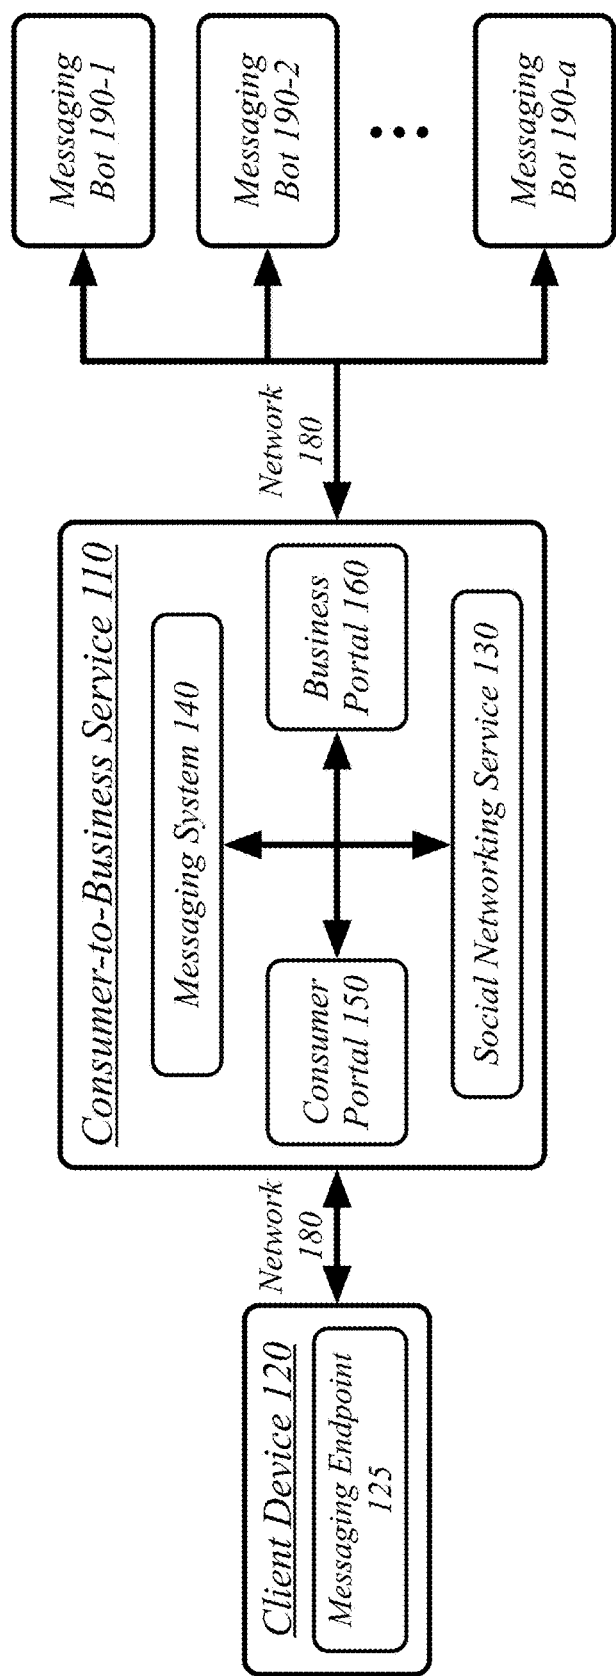 Client Device 120
Messaging Endpoint
125
Network
180
Consumer-to-Business Service 110
Messaging System 140
Consumer
Portal 150
Business
Portal 160
Social Networking Service 130
Network
180
Messaging
Bot 190-1
Messaging
Bot 190-2
Messaging
Bot 190-a